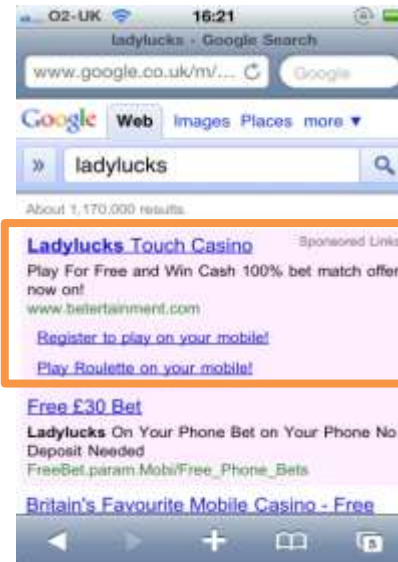 O2-UK 16:21
ladylucks - Google Search
www.google.co.uk/m/... Google
Google Web Images Places more ▼
» ladylucks
About 1,170,000 results
Ladylucks Touch Casino Sponsored Links
Play For Free and Win Cash 100% bet match offer
now on!
www.betertainment.com
Register to play on your mobile!
Play Roulette on your mobile!
Free £30 Bet
Ladylucks On Your Phone Bet on Your Phone No
Deposit Needed
FreeBet.param.Mobi/Free_Phone_Bets
Britain's Favourite Mobile Casino - Free